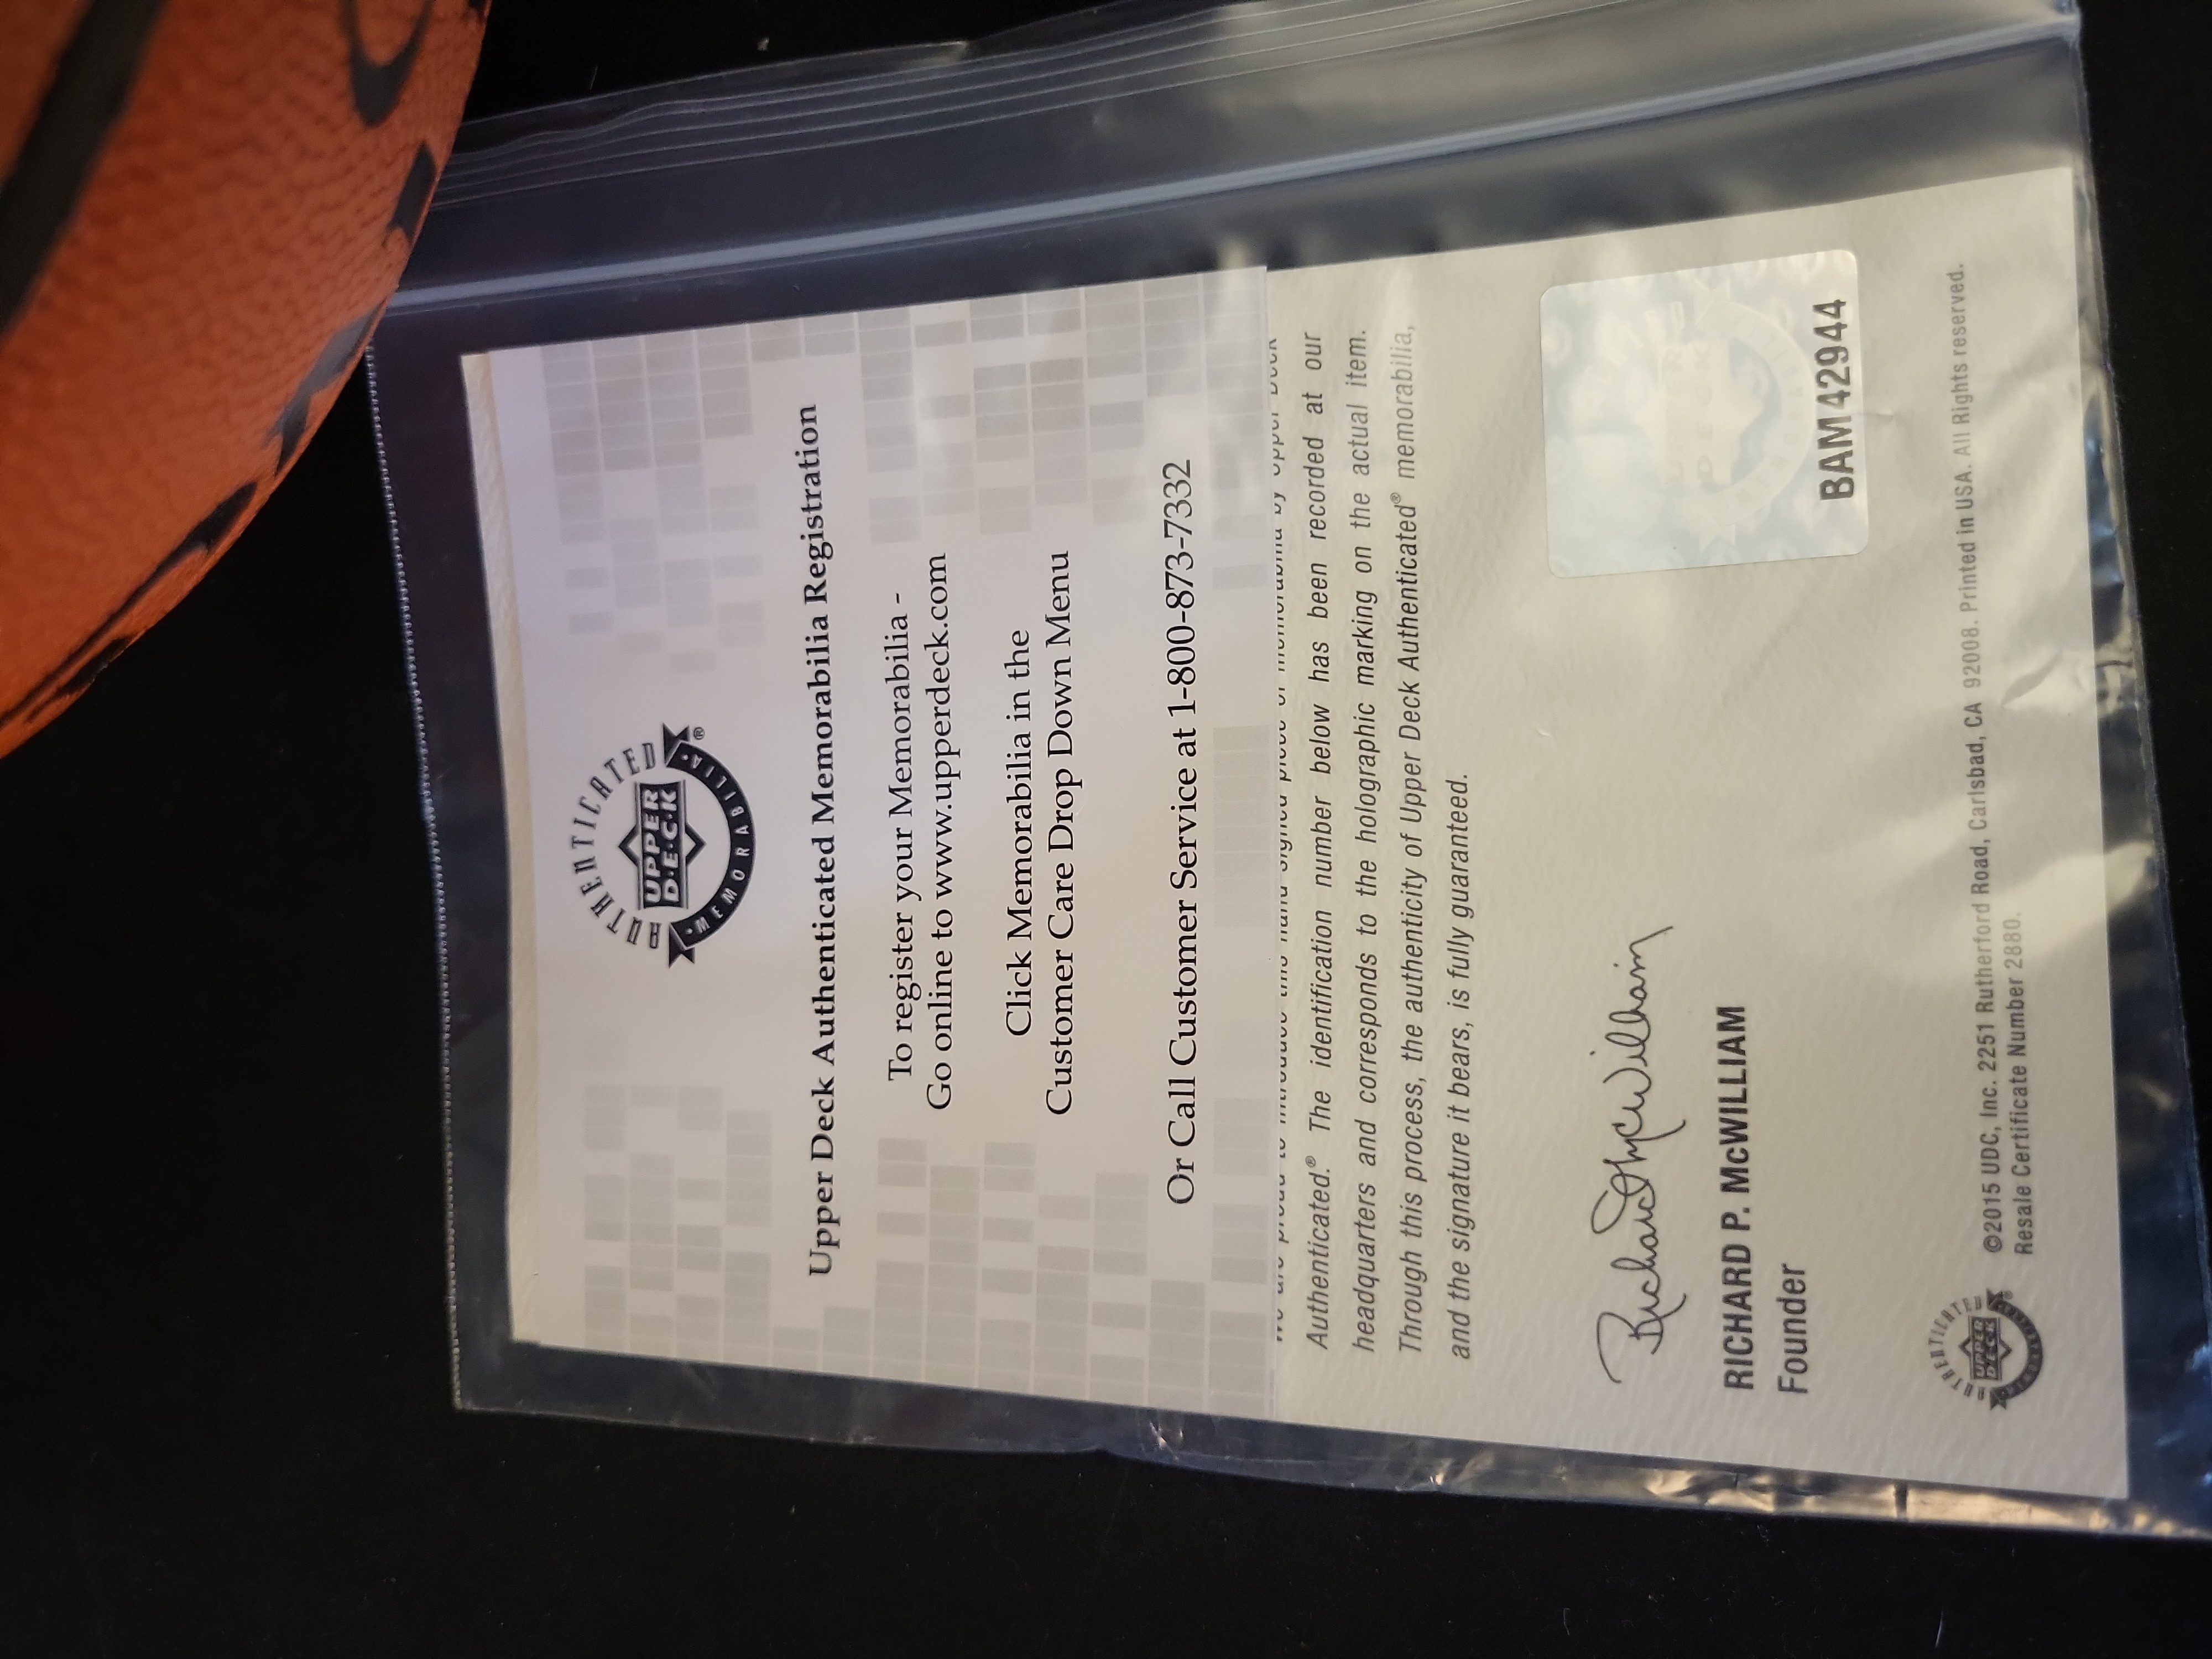 AUTHENTICATED
UPPER
D·E·C·K
·MEMORABILIA·®
Upper Deck Authenticated Memorabilia Registration
To register your Memorabilia -
Go online to www.upperdeck.com
Click Memorabilia in the
Customer Care Drop Down Menu
Or Call Customer Service at 1-800-873-7332
Authenticated.® The identification number below has been recorded at our
headquarters and corresponds to the holographic marking on the actual item.
Through this process, the authenticity of Upper Deck Authenticated® memorabilia,
and the signature it bears, is fully guaranteed.
Richard P McWilliam
RICHARD P. McWILLIAM
Founder
BAM42944
AUTHENTICATED
UPPER
DECK
©2015 UDC, Inc. 2251 Rutherford Road, Carlsbad, CA 92008. Printed in USA. All Rights reserved.
Resale Certificate Number 2880.